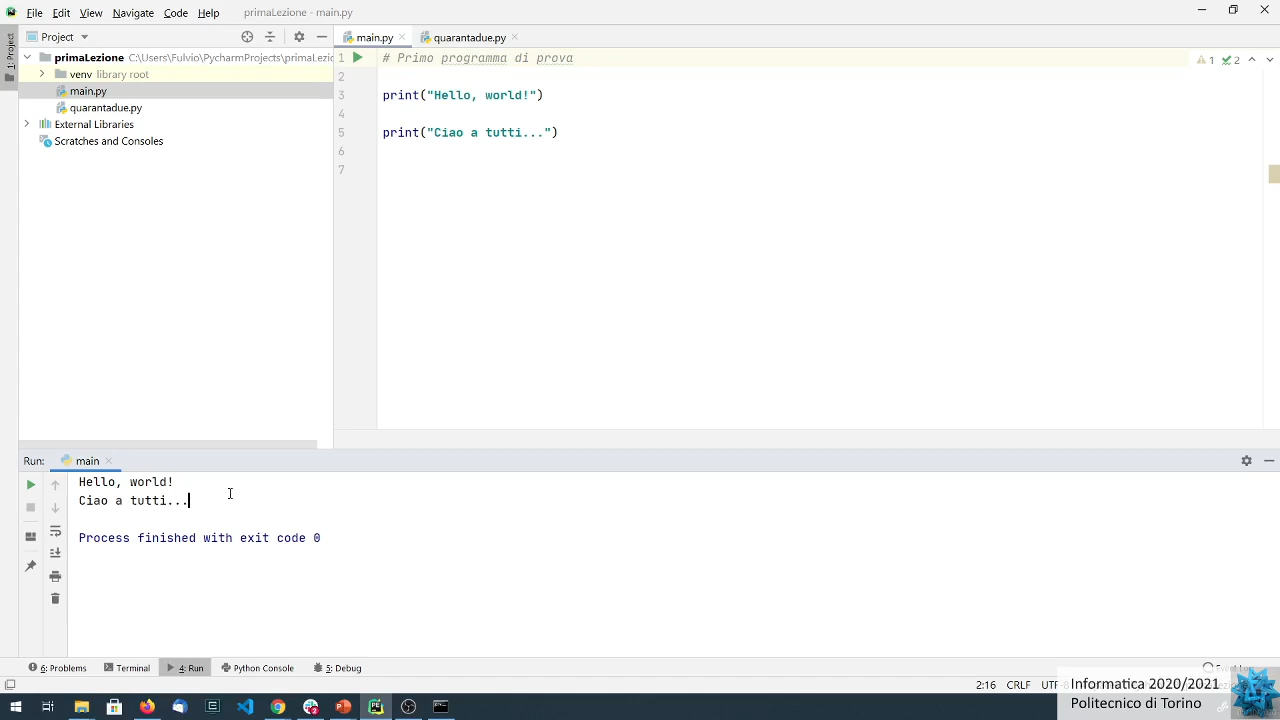 File Edit View Navigate Code Help primaLezione - main.py
1: Project
Project
main.py
quarantadue.py
primaLezione C:\Users\Fulvio\PycharmProjects\primaLezio
venv library root
main.py
quarantadue.py
External Libraries
Scratches and Consoles
1 # Primo programma di prova
2
3 print("Hello, world!")
4
5 print("Ciao a tutti...")
6
7
1 2
Run: main
Hello, world!
Ciao a tutti...
Process finished with exit code 0
6: Problems Terminal 4: Run Python Console 5: Debug
2:16 CRLF
Informatica 2020/2021
Politecnico di Torino